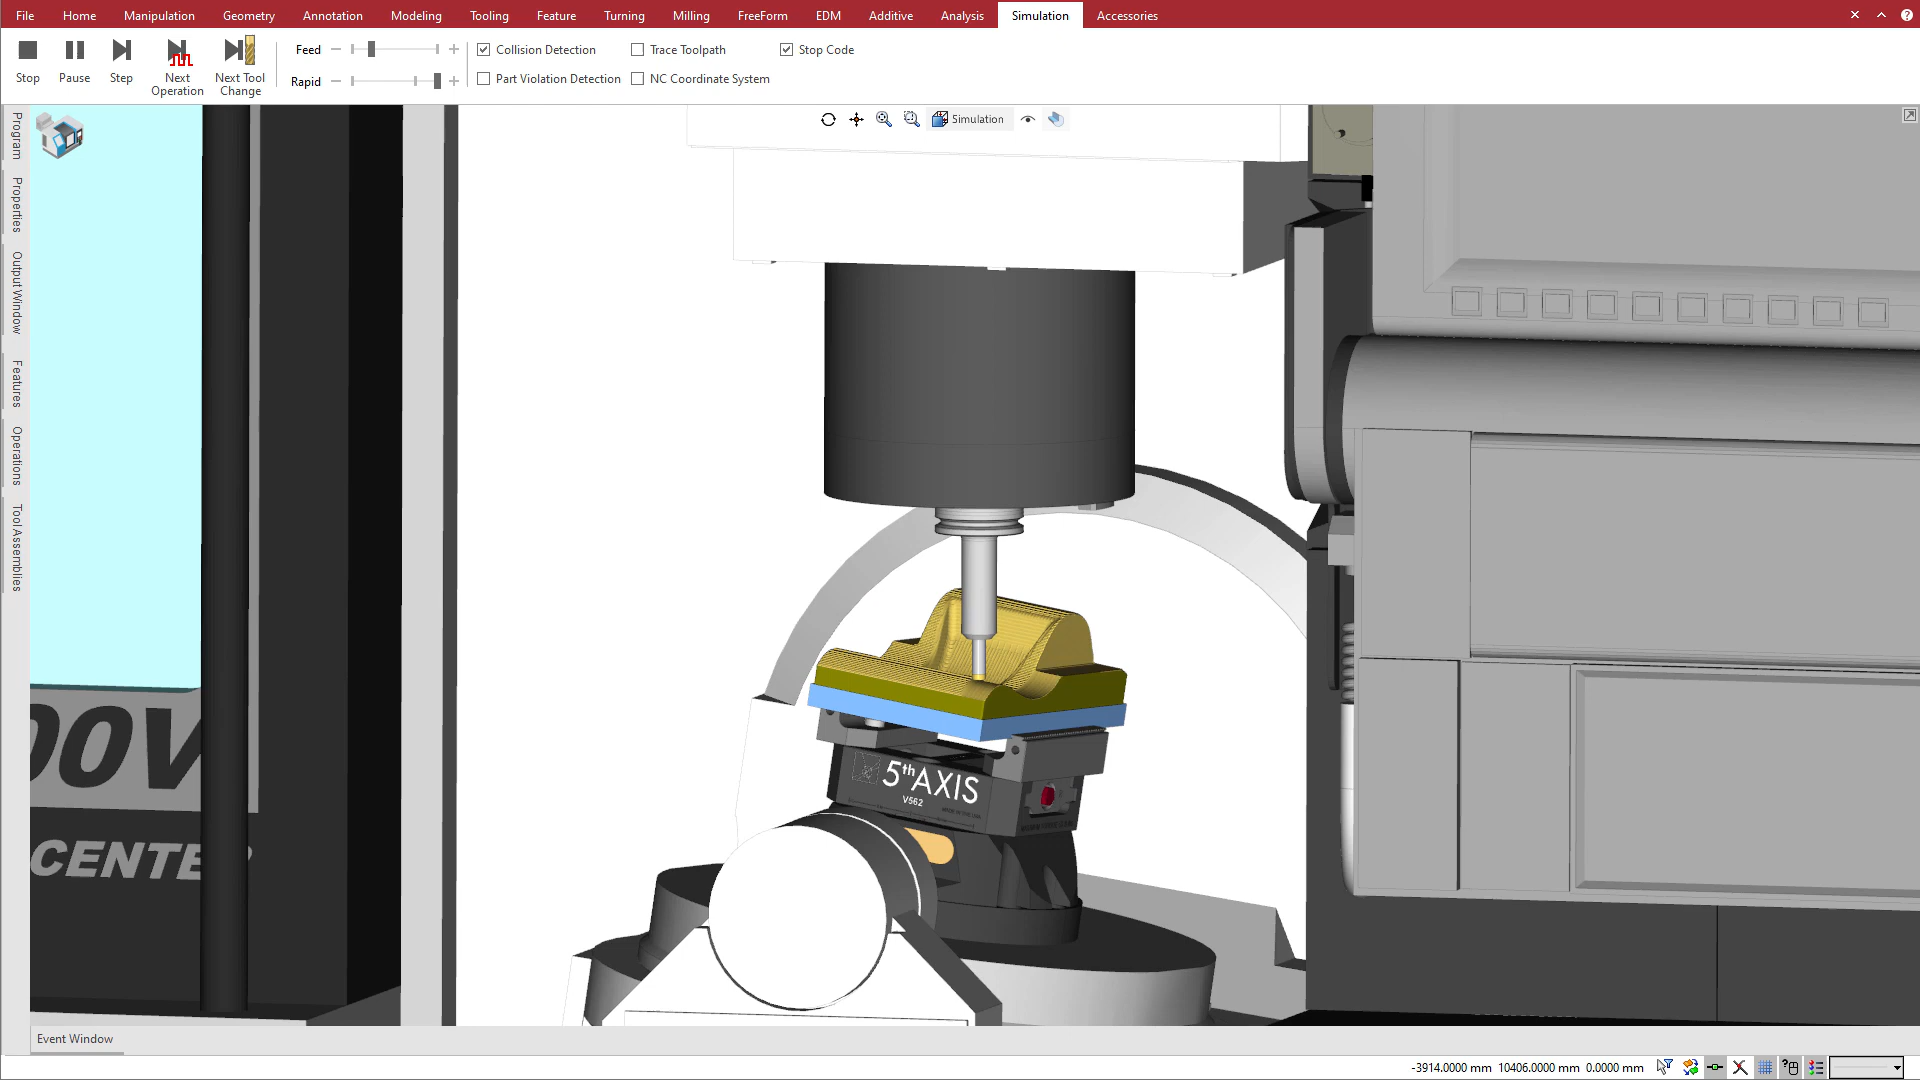 File Home Manipulation Geometry Annotation Modeling Tooling Feature Turning Milling FreeForm EDM Additive Analysis Simulation Accessories
Stop Pause Step Next Operation Next Tool Change
Feed
Rapid
Collision Detection Trace Toolpath Stop Code
Part Violation Detection NC Coordinate System
Simulation
Program
Properties
Output Window
Features
Operations
Tool Assemblies
00V
CENTE
5th AXIS
V562
Event Window
-3914.0000 mm 10406.0000 mm 0.0000 mm